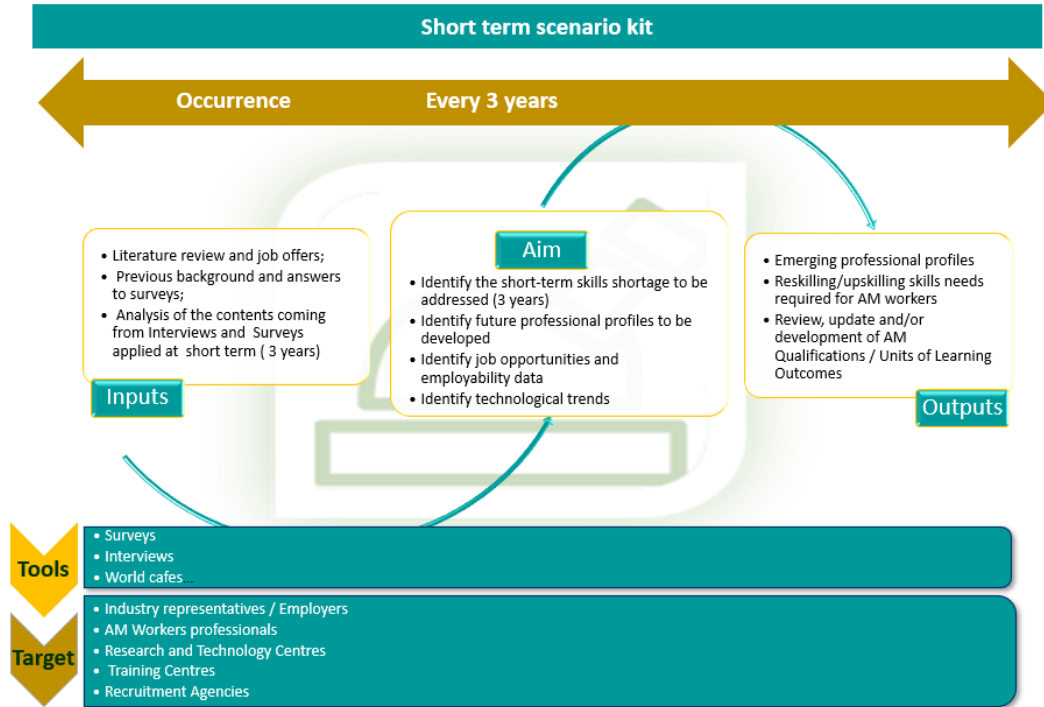 Short term scenario kit
Occurrence Every 3 years
• Literature review and job offers;
• Previous background and answers
to surveys;
• Analysis of the contents coming
from Interviews and Surveys
applied at short term ( 3 years)
Inputs
Aim
• Identify the short-term skills shortage to be
addressed (3 years)
• Identify future professional profiles to be
developed
• Identify job opportunities and
employability data
• Identify technological trends
• Emerging professional profiles
• Reskilling/upskilling skills needs
required for AM workers
• Review, update and/or
development of AM
Qualifications / Units of Learning
Outcomes
Outputs
Tools
• Surveys
• Interviews
• World cafes...
Target
• Industry representatives / Employers
• AM Workers professionals
• Research and Technology Centres
• Training Centres
• Recruitment Agencies